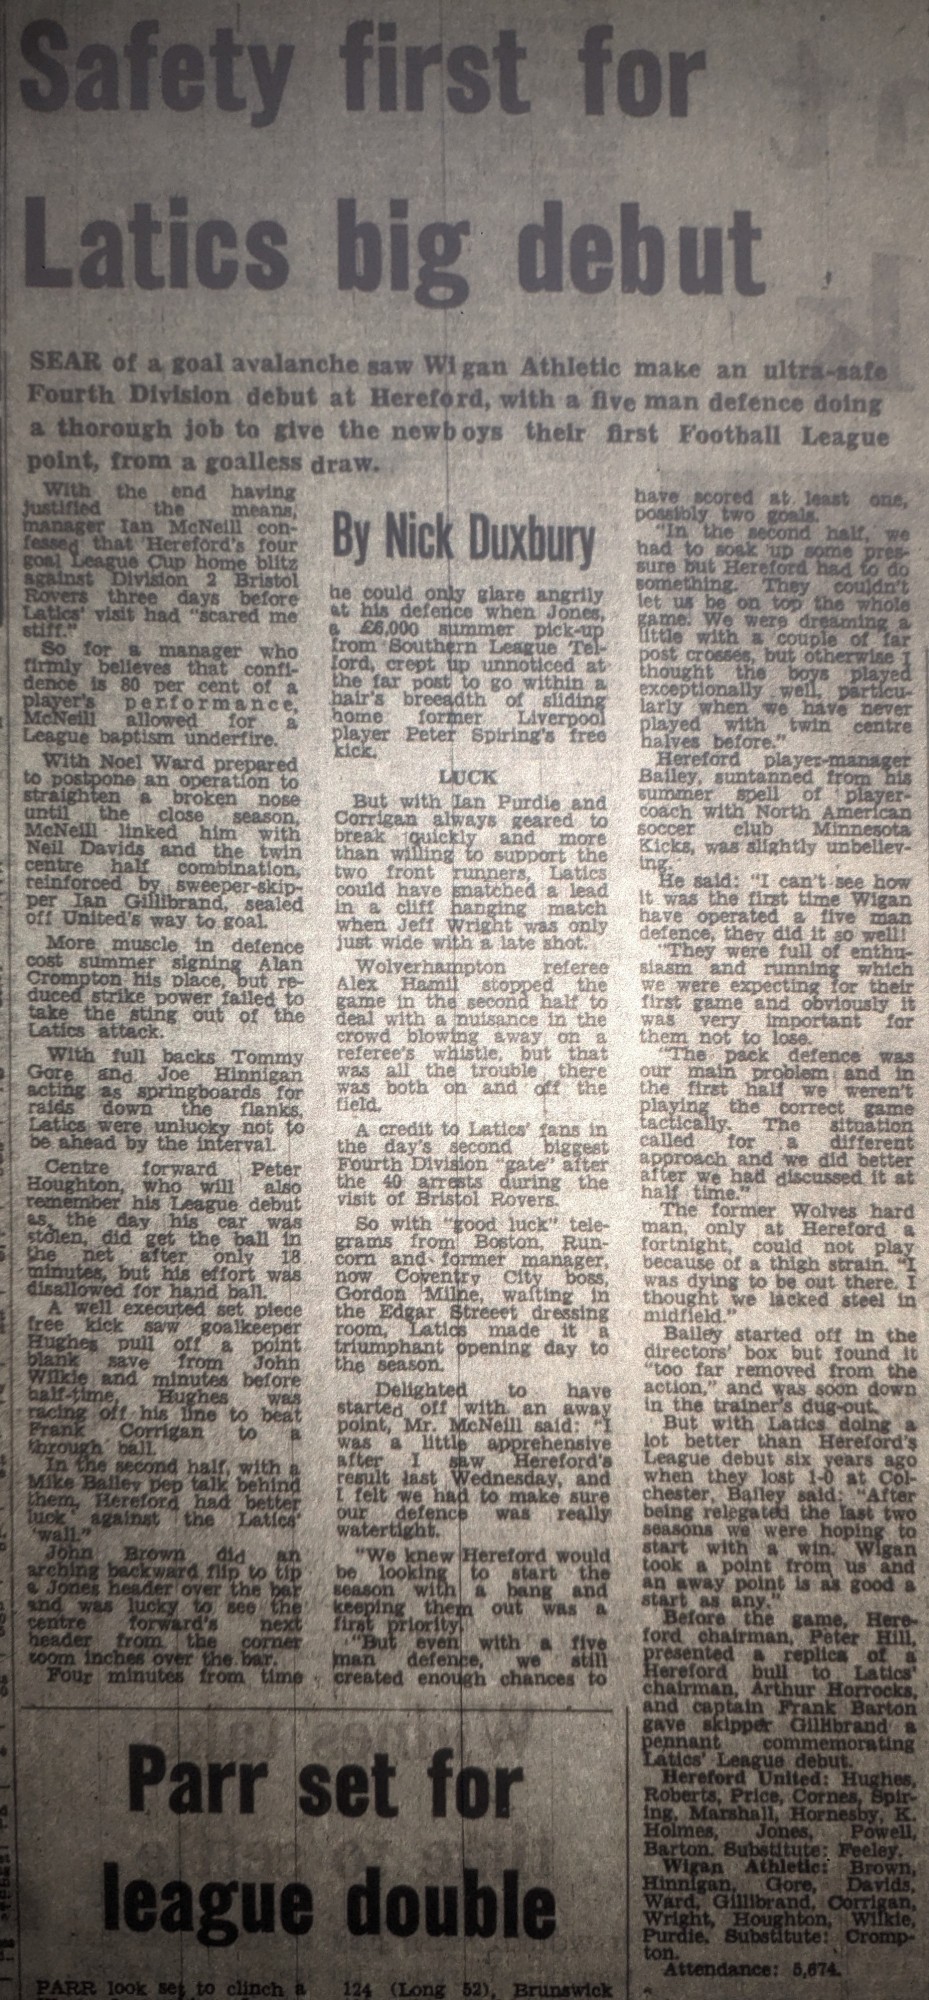 Safety first for
Latics big debut
SEAR of a goal avalanche saw Wigan Athletic make an ultra-safe
Fourth Division debut at Hereford, with a five man defence doing
a thorough job to give the newboys their first Football League
point, from a goalless draw.
With the end having
justified the means,
manager Ian McNeill con-
fessed that Hereford's four
goal League Cup home blitz
against Division 2 Bristol
Rovers three days before
Latics' visit had "scared me
stiff."
So for a manager who
firmly believes that confi-
dence is 80 per cent of a
player's performance,
McNeill allowed for a
League baptism underfire.
With Noel Ward prepared
to postpone an operation to
straighten a broken nose
until the close season,
McNeill linked him with
Neil Davids and the twin
centre half combination,
reinforced by sweeper-skip-
per Ian Gillibrand, sealed
off United's way to goal.
More muscle in defence
cost summer signing Alan
Crompton his place, but re-
duced strike power failed to
take the sting out of the
Latics attack.
With full backs Tommy
Gore and Joe Hinnigan
acting as springboards for
raids down the flanks,
Latics were unlucky not to
be ahead by the interval.
Centre forward Peter
Houghton, who will also
remember his League debut
as the day his car was
stolen, did get the ball in
the net after only 18
minutes, but his effort was
disallowed for hand ball.
A well executed set piece
free kick saw goalkeeper
Hughes pull off a point
blank save from John
Wilkie and minutes before
half-time, Hughes was
racing off his line to beat
Frank Corrigan to a
through ball.
In the second half, with a
Mike Bailey pep talk behind
them, Hereford had better
luck against the Latics'
'wall."
John Brown did an
arching backward flip to tip
a Jones header over the bar
and was lucky to see the
centre forward's next
header from the corner
zoom inches over the bar.
Four minutes from time
By Nick Duxbury
he could only glare angrily
at his defence when Jones,
a £6,000 summer pick-up
from Southern League Tel-
ford, crept up unnoticed at
the far post to go within a
hair's breadth of sliding
home former Liverpool
player Peter Spiring's free
kick.
LUCK
But with Ian Purdie and
Corrigan always geared to
break quickly and more
than willing to support the
two front runners, Latics
could have snatched a lead
in a cliff hanging match
when Jeff Wright was only
just wide with a late shot.
Wolverhampton referee
Alex Hamil stopped the
game in the second half to
deal with a nuisance in the
crowd blowing away on a
referee's whistle, but that
was all the trouble there
was both on and off the
field.
A credit to Latics' fans in
the day's second biggest
Fourth Division "gate" after
the 40 arrests during the
visit of Bristol Rovers.
So with "good luck" tele-
grams from Boston, Run-
corn and former manager,
now Coventry City boss,
Gordon Milne, waiting in
the Edgar Streeet dressing
room, Latics made it a
triumphant opening day to
the season.
Delighted to have
started off with an away
point, Mr. McNeill said: "I
was a little apprehensive
after I saw Hereford's
result last Wednesday, and
I felt we had to make sure
our defence was really
watertight.
"We knew Hereford would
be looking to start the
season with a bang and
keeping them out was a
first priority.
"But even with a five
man defence, we still
created enough chances to
have scored at least one,
possibly two goals.
"In the second half, we
had to soak up some pres-
sure but Hereford had to do
something. They couldn't
let us be on top the whole
game. We were dreaming a
little with a couple of far
post crosses, but otherwise I
thought the boys played
exceptionally well, particu-
larly when we have never
played with twin centre
halves before."
Hereford player-manager
Bailey, suntanned from his
summer spell of player-
coach with North American
soccer club Minnesota
Kicks, was slightly unbeliev-
ing.
He said: "I can't see how
it was the first time Wigan
have operated a five man
defence, they did it so well!
"They were full of enthu-
siasm and running which
we were expecting for their
first game and obviously it
was very important for
them not to lose.
"The pack defence was
our main problem and in
the first half we weren't
playing the correct game
tactically. The situation
called for a different
approach and we did better
after we had discussed it at
half time."
The former Wolves hard
man, only at Hereford a
fortnight, could not play
because of a thigh strain. "I
was dying to be out there. I
thought we lacked steel in
midfield."
Bailey started off in the
directors' box but found it
"too far removed from the
action," and was soon down
in the trainer's dug-out.
But with Latics doing a
lot better than Hereford's
League debut six years ago
when they lost 1-0 at Col-
chester, Bailey said: "After
being relegated the last two
seasons we were hoping to
start with a win. Wigan
took a point from us and
an away point is as good a
start as any."
Before the game, Here-
ford chairman, Peter Hill,
presented a replica of a
Hereford bull to Latics'
chairman, Arthur Horrocks,
and captain Frank Barton
gave skipper Gillibrand a
pennant commemorating
Latics' League debut.
Hereford United: Hughes,
Roberts, Price, Cornes, Spir-
ing, Marshall, Hornesby, K.
Holmes, Jones, Powell,
Barton. Substitute: Feeley.
Wigan Athletic: Brown,
Hinnigan, Gore, Davids,
Ward, Gillibrand, Corrigan,
Wright, Houghton, Wilkie,
Purdie. Substitute: Cromp-
ton.
Attendance: 5,674.
Parr set for
league double
PARR look set to clinch a
124 (Long 52), Brunswick